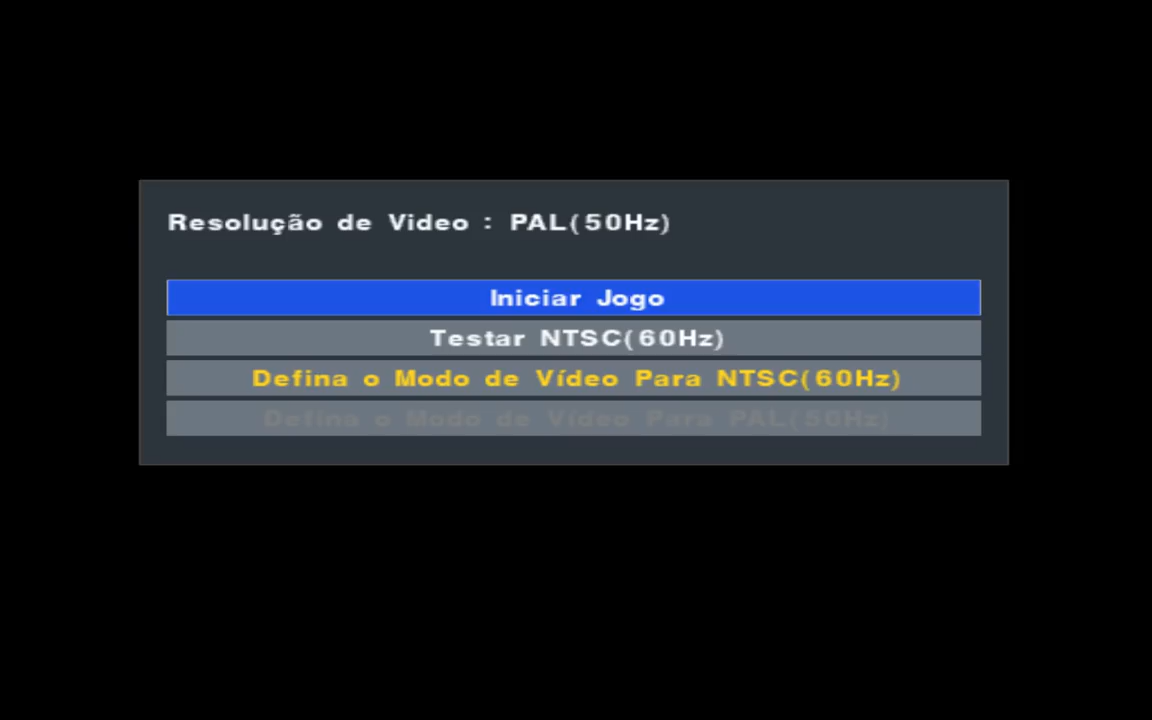 Resolução de Video : PAL(50Hz)
Iniciar Jogo
Testar NTSC(60Hz)
Defina o Modo de Vídeo Para NTSC(60Hz)
Defina o Modo de Vídeo Para PAL(50Hz)